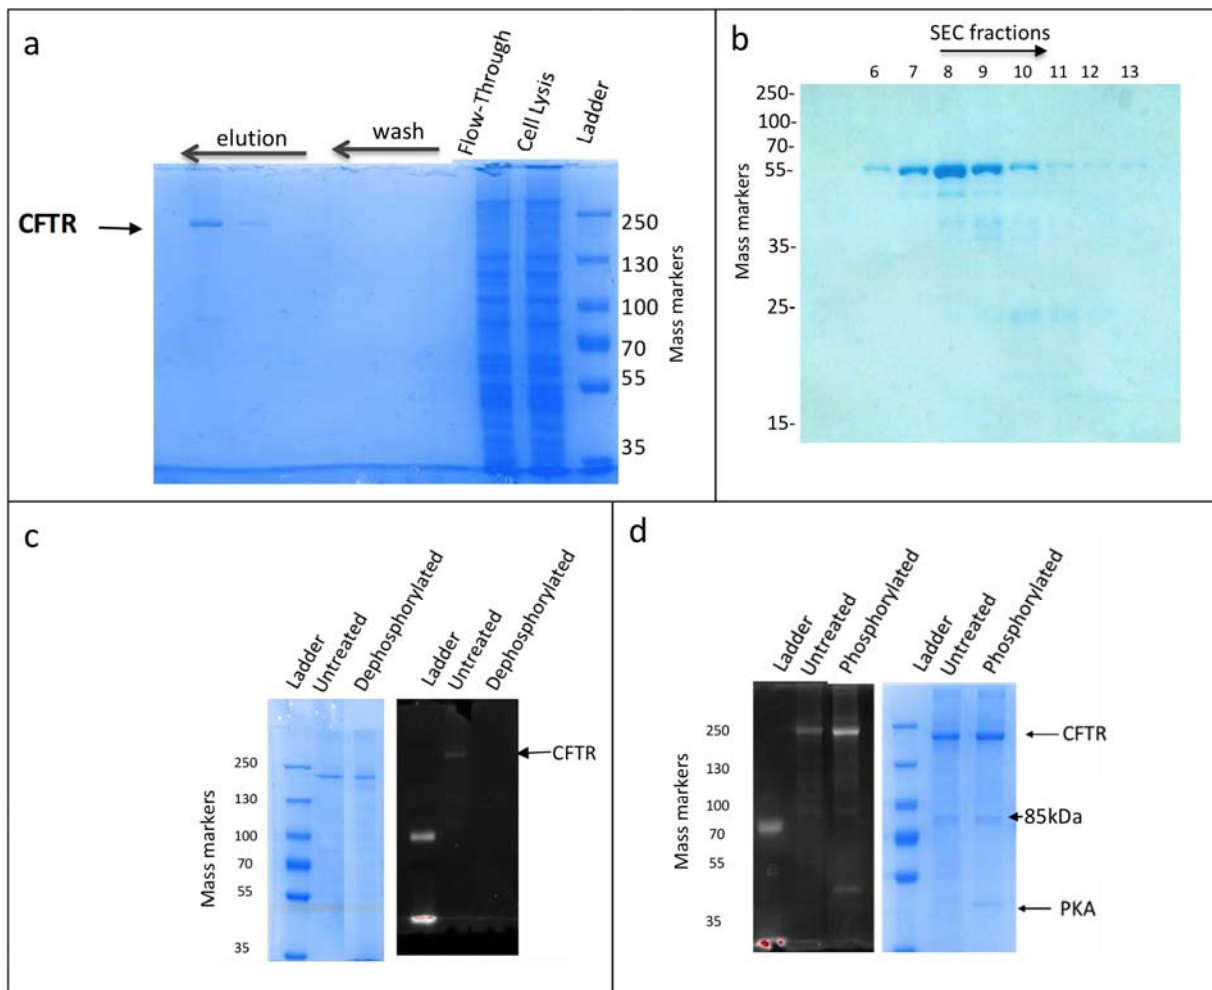 a
elution
wash
Flow-Through
Cell Lysis
Ladder
CFTR
250
130
100
70
55
35
Mass markers
b
SEC fractions
6 7 8 9 10 11 12 13
250-
100-
70-
55-
35-
25-
15-
Mass markers
c
Ladder
Untreated
Dephosphorylated
Ladder
Untreated
Dephosphorylated
250
130
100
70
55
35
Mass markers
CFTR
d
Ladder
Untreated
Phosphorylated
Ladder
Untreated
Phosphorylated
250
130
100
70
55
35
Mass markers
CFTR
85kDa
PKA